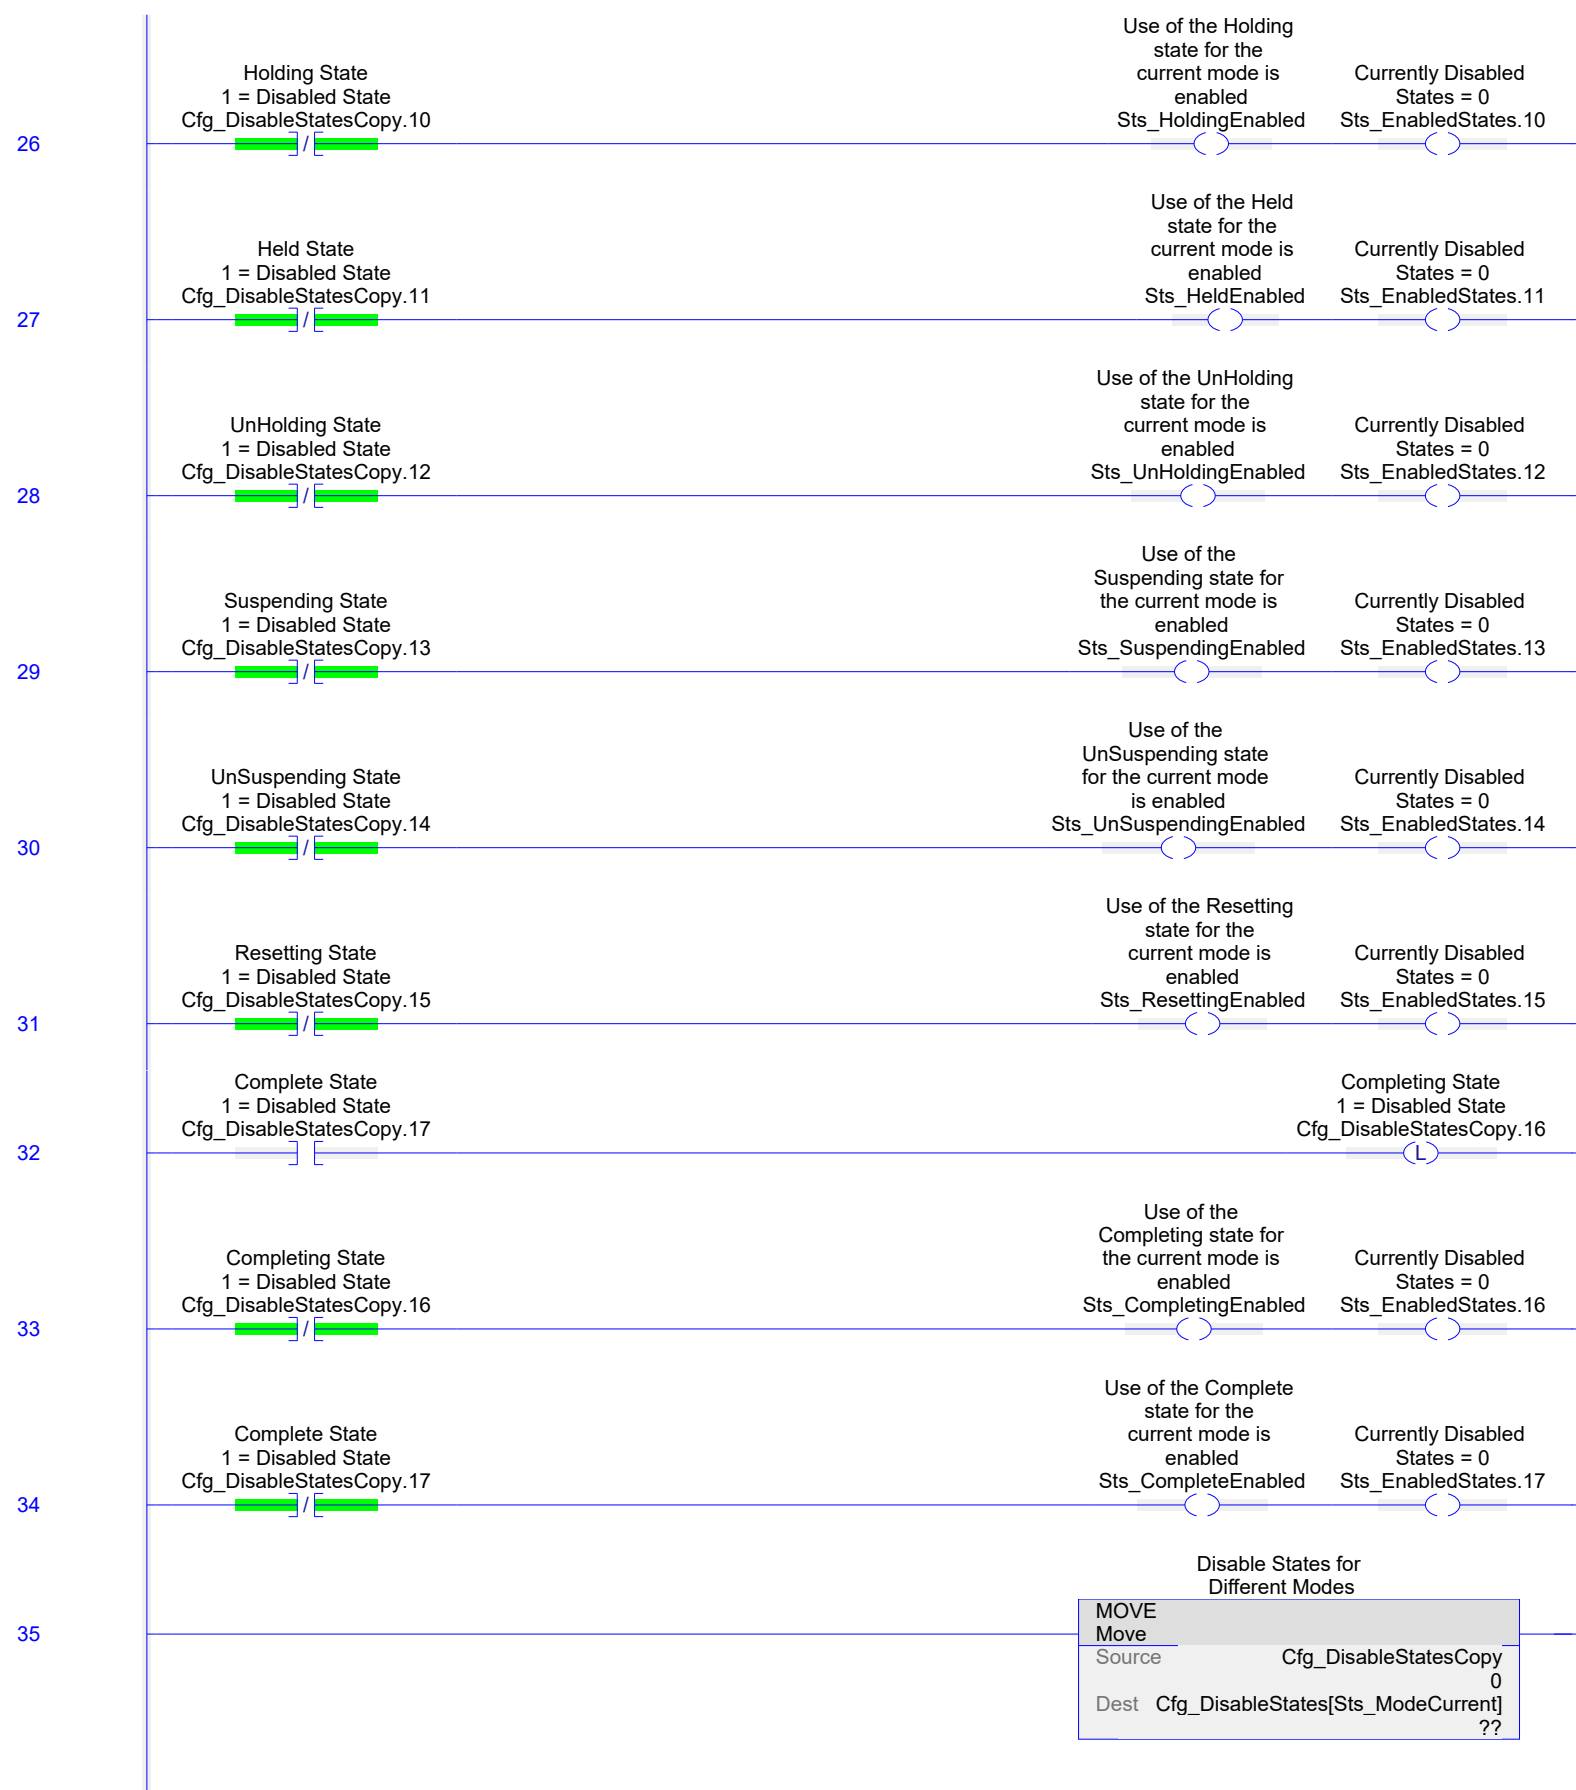 Holding State
1 = Disabled State
Cfg_DisableStatesCopy.10
Use of the Holding
state for the
current mode is
enabled
Sts_HoldingEnabled
Currently Disabled
States = 0
Sts_EnabledStates.10
26
/
Held State
1 = Disabled State
Cfg_DisableStatesCopy.11
Use of the Held
state for the
current mode is
enabled
Sts_HeldEnabled
Currently Disabled
States = 0
Sts_EnabledStates.11
27
/
UnHolding State
1 = Disabled State
Cfg_DisableStatesCopy.12
Use of the UnHolding
state for the
current mode is
enabled
Sts_UnHoldingEnabled
Currently Disabled
States = 0
Sts_EnabledStates.12
28
/
Suspending State
1 = Disabled State
Cfg_DisableStatesCopy.13
Use of the
Suspending state for
the current mode is
enabled
Sts_SuspendingEnabled
Currently Disabled
States = 0
Sts_EnabledStates.13
29
/
UnSuspending State
1 = Disabled State
Cfg_DisableStatesCopy.14
Use of the
UnSuspending state
for the current mode
is enabled
Sts_UnSuspendingEnabled
Currently Disabled
States = 0
Sts_EnabledStates.14
30
/
Resetting State
1 = Disabled State
Cfg_DisableStatesCopy.15
Use of the Resetting
state for the
current mode is
enabled
Sts_ResettingEnabled
Currently Disabled
States = 0
Sts_EnabledStates.15
31
/
Complete State
1 = Disabled State
Cfg_DisableStatesCopy.17
Completing State
1 = Disabled State
Cfg_DisableStatesCopy.16
32
L
Completing State
1 = Disabled State
Cfg_DisableStatesCopy.16
Use of the
Completing state for
the current mode is
enabled
Sts_CompletingEnabled
Currently Disabled
States = 0
Sts_EnabledStates.16
33
/
Complete State
1 = Disabled State
Cfg_DisableStatesCopy.17
Use of the Complete
state for the
current mode is
enabled
Sts_CompleteEnabled
Currently Disabled
States = 0
Sts_EnabledStates.17
34
/
Disable States for
Different Modes
35
MOVE
Move
Source Cfg_DisableStatesCopy
0
Dest Cfg_DisableStates[Sts_ModeCurrent]
??